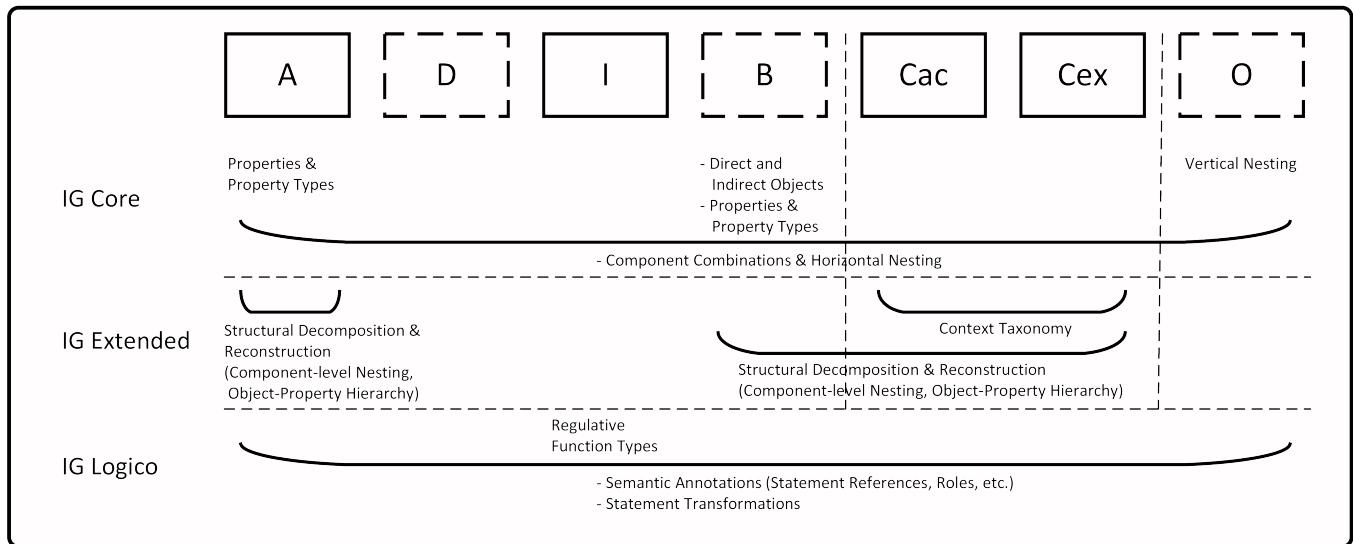 A D I B Cac Cex O
IG Core
Properties &
Property Types
- Direct and
Indirect Objects
- Properties &
Property Types
Vertical Nesting
- Component Combinations & Horizontal Nesting
IG Extended
Structural Decomposition &
Reconstruction
(Component-level Nesting,
Object-Property Hierarchy)
Context Taxonomy
Structural Decomposition & Reconstruction
(Component-level Nesting, Object-Property Hierarchy)
IG Logico
Regulative
Function Types
- Semantic Annotations (Statement References, Roles, etc.)
- Statement Transformations